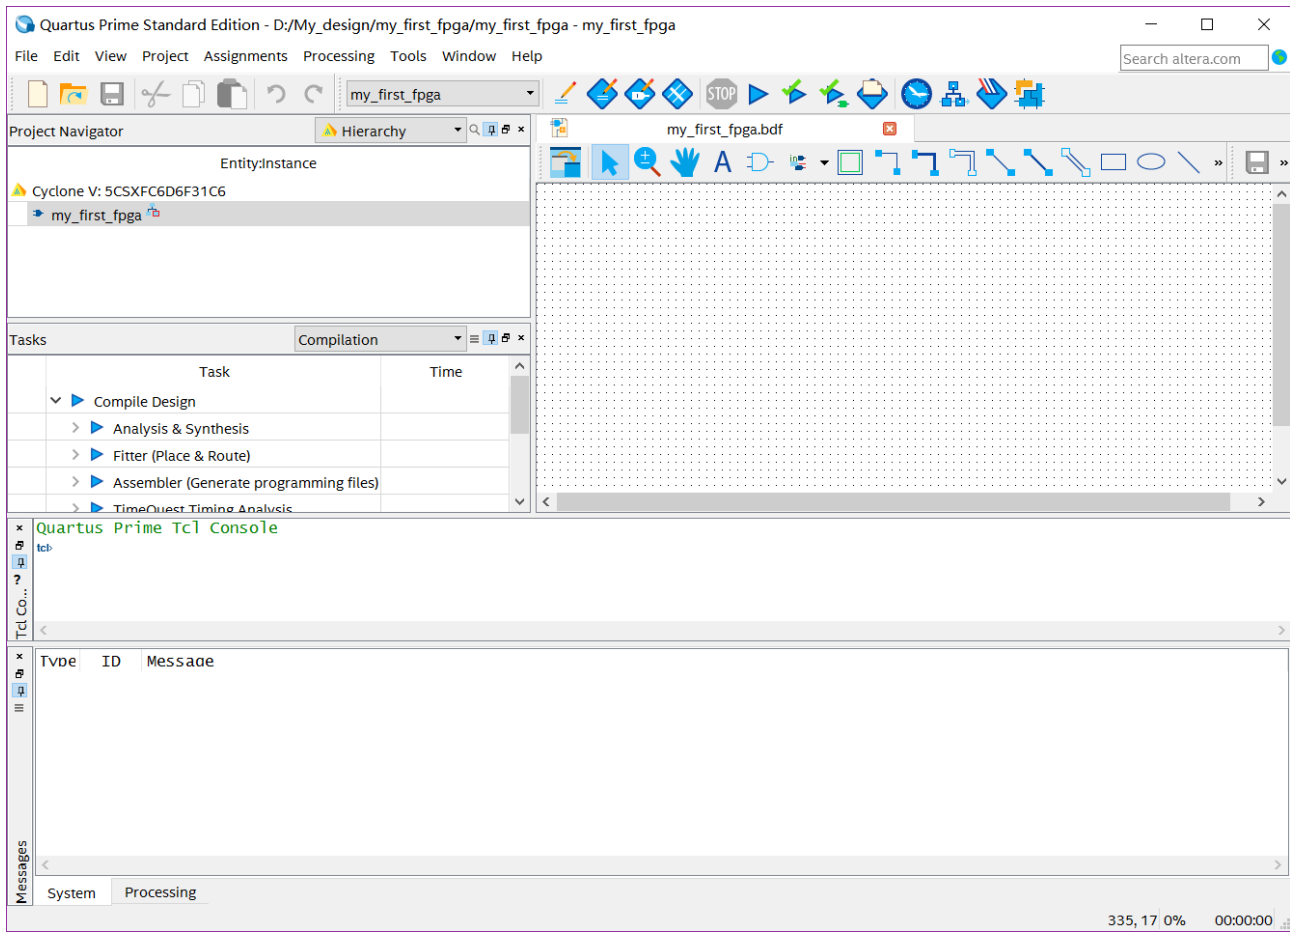 Quartus Prime Standard Edition - D:/My_design/my_first_fpga/my_first_fpga - my_first_fpga
File Edit View Project Assignments Processing Tools Window Help
Search altera.com
my_first_fpga
STOP
Project Navigator
Hierarchy
my_first_fpga.bdf
Entity:Instance
A
Cyclone V: 5CSXFC6D6F31C6
my_first_fpga
Tasks
Compilation
Task Time
Compile Design
Analysis & Synthesis
Fitter (Place & Route)
Assembler (Generate programming files)
TimeQuest Timing Analysis
Quartus Prime Tcl Console
tcl>
?
Tcl Co...
Type ID Message
Messages
System Processing
335, 17 0% 00:00:00